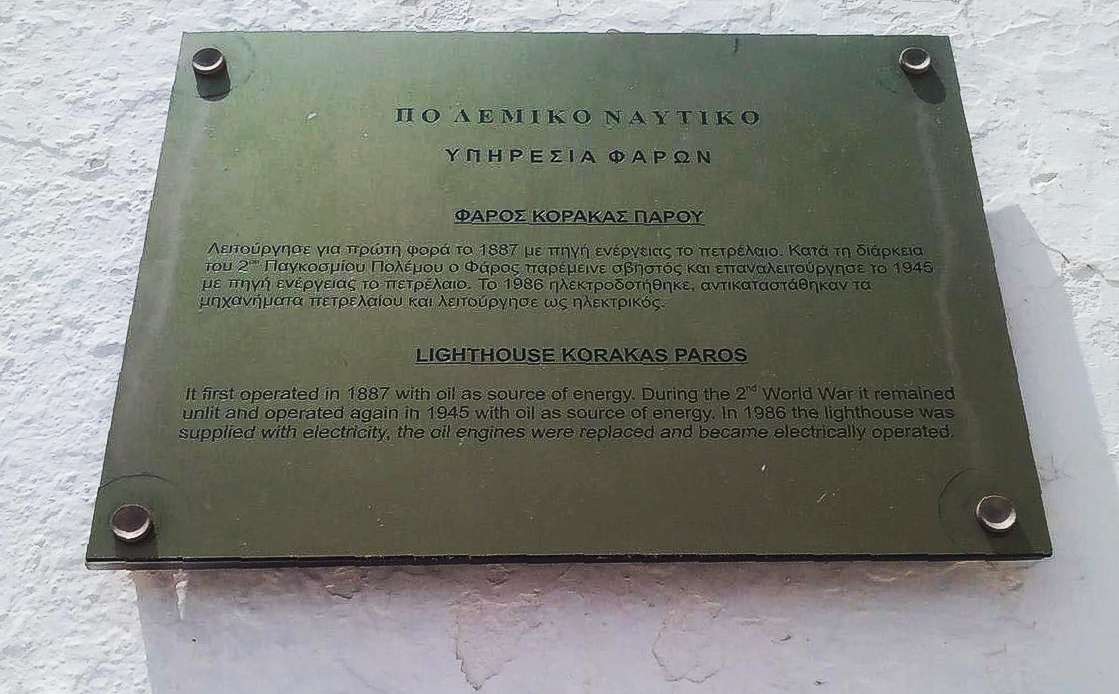 ΠΟΛΕΜΙΚΟ ΝΑΥΤΙΚΟ
ΥΠΗΡΕΣΙΑ ΦΑΡΩΝ
ΦΑΡΟΣ ΚΟΡΑΚΑΣ ΠΑΡΟΥ
Λειτούργησε για πρώτη φορά το 1887 με πηγή ενέργειας το πετρέλαιο. Κατά τη διάρκεια
του 2ου Παγκοσμίου Πολέμου ο Φάρος παρέμεινε σβηστός και επαναλειτούργησε το 1945
με πηγή ενέργειας το πετρέλαιο. Το 1986 ηλεκτροδοτήθηκε, αντικαταστάθηκαν τα
μηχανήματα πετρελαίου και λειτούργησε ως ηλεκτρικός.
LIGHTHOUSE KORAKAS PAROS
It first operated in 1887 with oil as source of energy. During the 2nd World War it remained
unlit and operated again in 1945 with oil as source of energy. In 1986 the lighthouse was
supplied with electricity, the oil engines were replaced and became electrically operated.